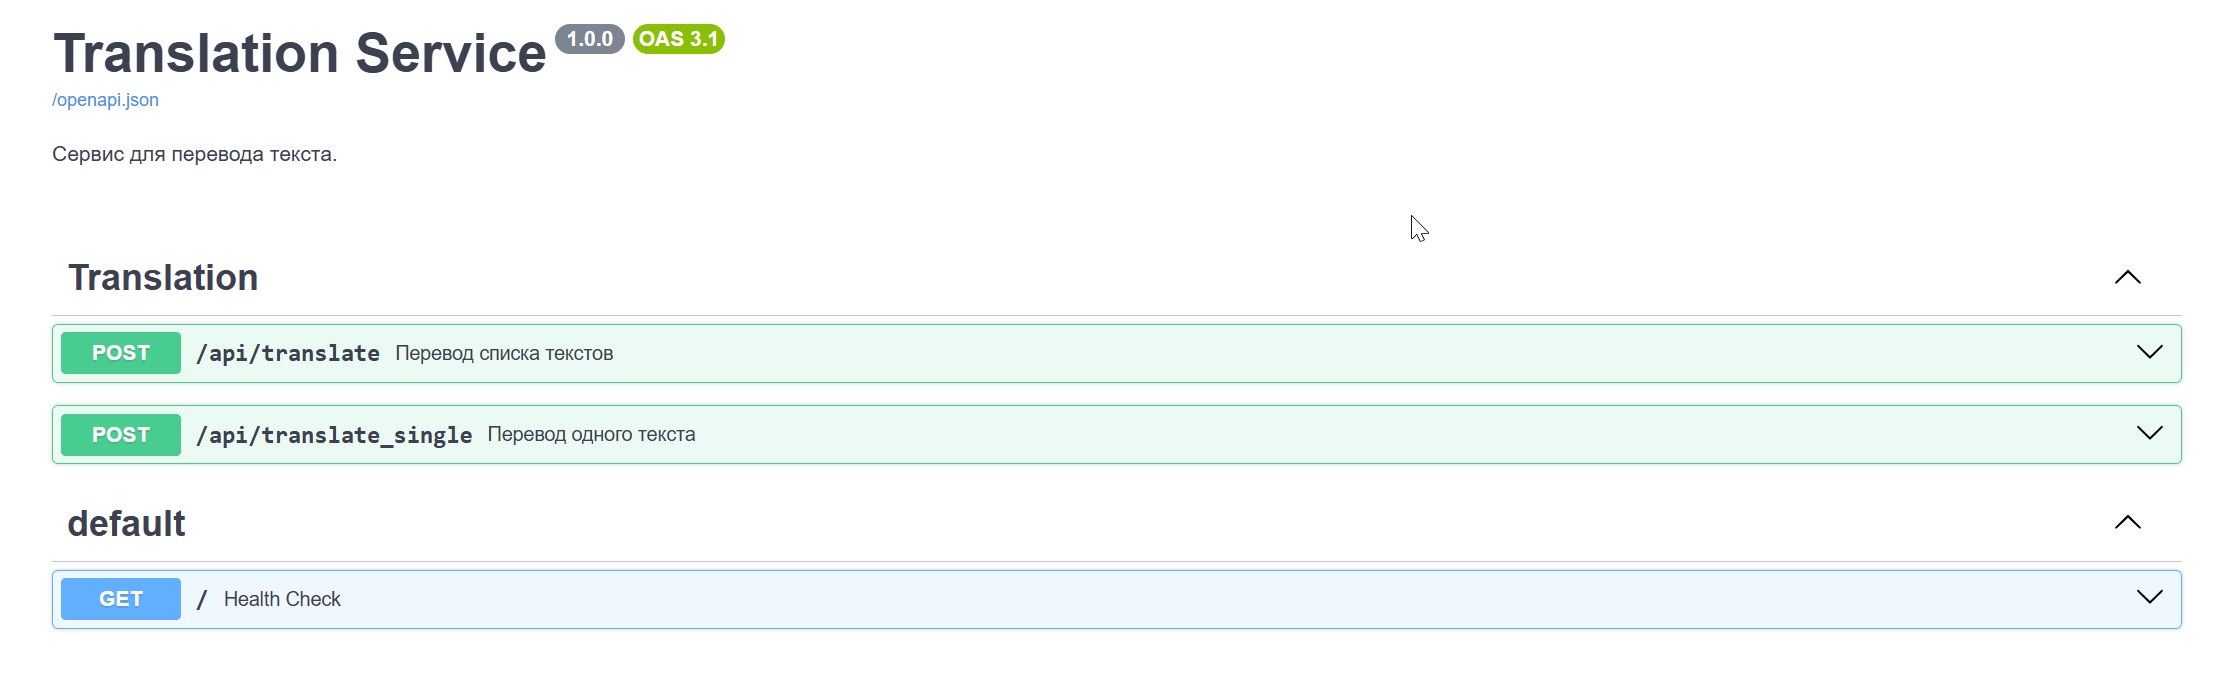 Translation Service 1.0.0 OAS 3.1
/openapi.json
Сервис для перевода текста.
Translation
POST /api/translate Перевод списка текстов
POST /api/translate_single Перевод одного текста
default
GET / Health Check